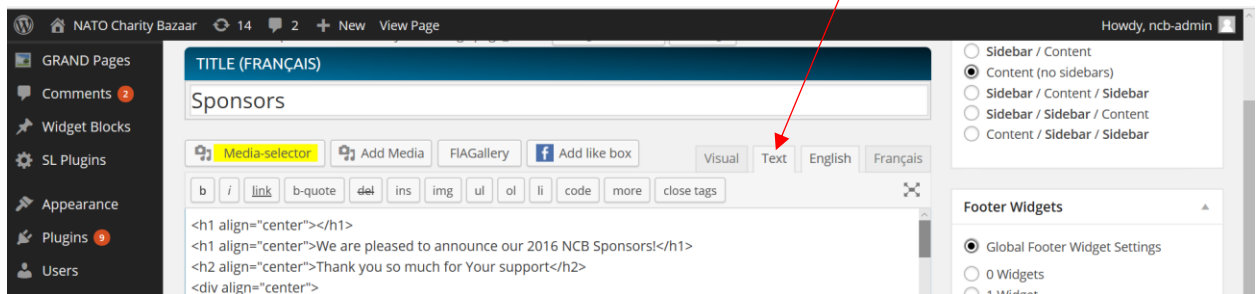 NATO Charity Bazaar 14 2 + New View Page Howdy, ncb-admin
GRAND Pages
Comments 2
Widget Blocks
SL Plugins
Appearance
Plugins 9
Users
TITLE (FRANÇAIS)
Sponsors
Media-selector Add Media FlAGallery Add like box Visual Text English Français
b i link b-quote del ins img ul ol li code more close tags
<h1 align="center"></h1>
<h1 align="center">We are pleased to announce our 2016 NCB Sponsors!</h1>
<h2 align="center">Thank you so much for Your support</h2>
<div align="center">
Sidebar / Content
Content (no sidebars)
Sidebar / Content / Sidebar
Sidebar / Sidebar / Content
Content / Sidebar / Sidebar
Footer Widgets
Global Footer Widget Settings
0 Widgets
1 Widget